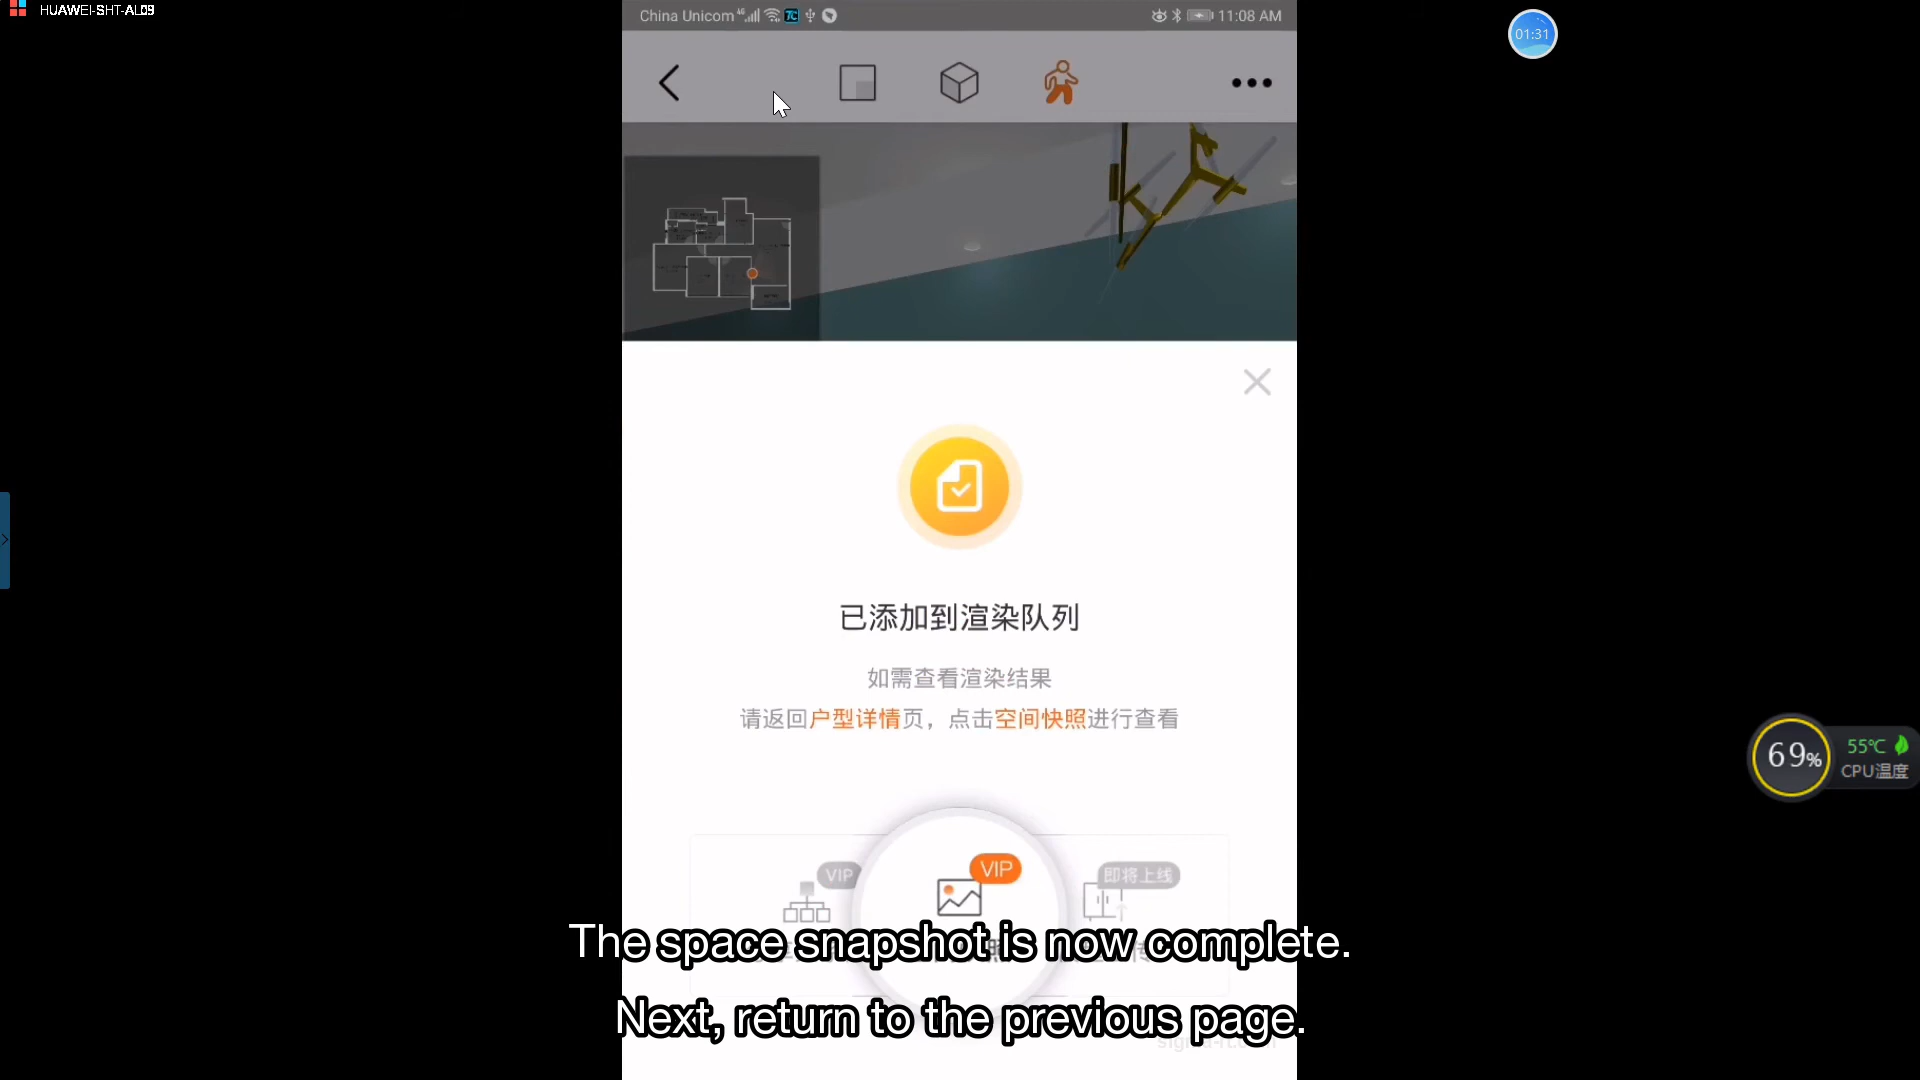 HUAWEI-SHT-AL09
China Unicom 4G
11:08 AM
01:31
已添加到渲染队列
如需查看渲染结果
请返回户型详情页，点击空间快照进行查看
69%
55℃
CPU温度
VIP
VIP
即将上线
The space snapshot is now complete.
Next, return to the previous page.